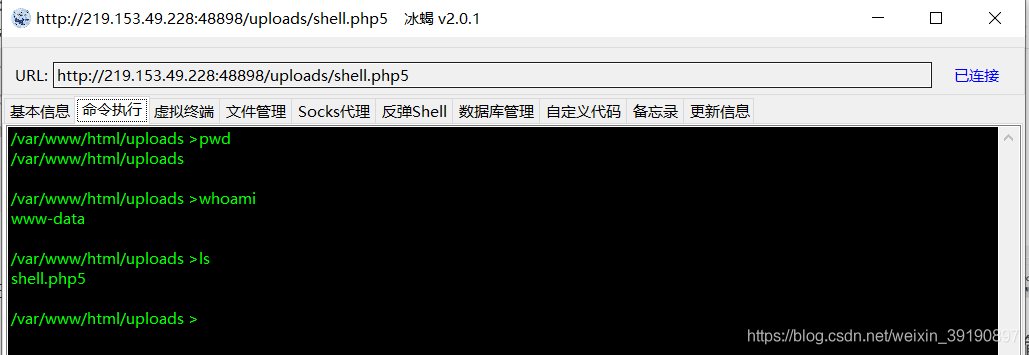 http://219.153.49.228:48898/uploads/shell.php5 冰蝎 v2.0.1
URL: http://219.153.49.228:48898/uploads/shell.php5 已连接
基本信息 命令执行 虚拟终端 文件管理 Socks代理 反弹Shell 数据库管理 自定义代码 备忘录 更新信息
/var/www/html/uploads >pwd
/var/www/html/uploads
/var/www/html/uploads >whoami
www-data
/var/www/html/uploads >ls
shell.php5
/var/www/html/uploads >
https://blog.csdn.net/weixin_39190897